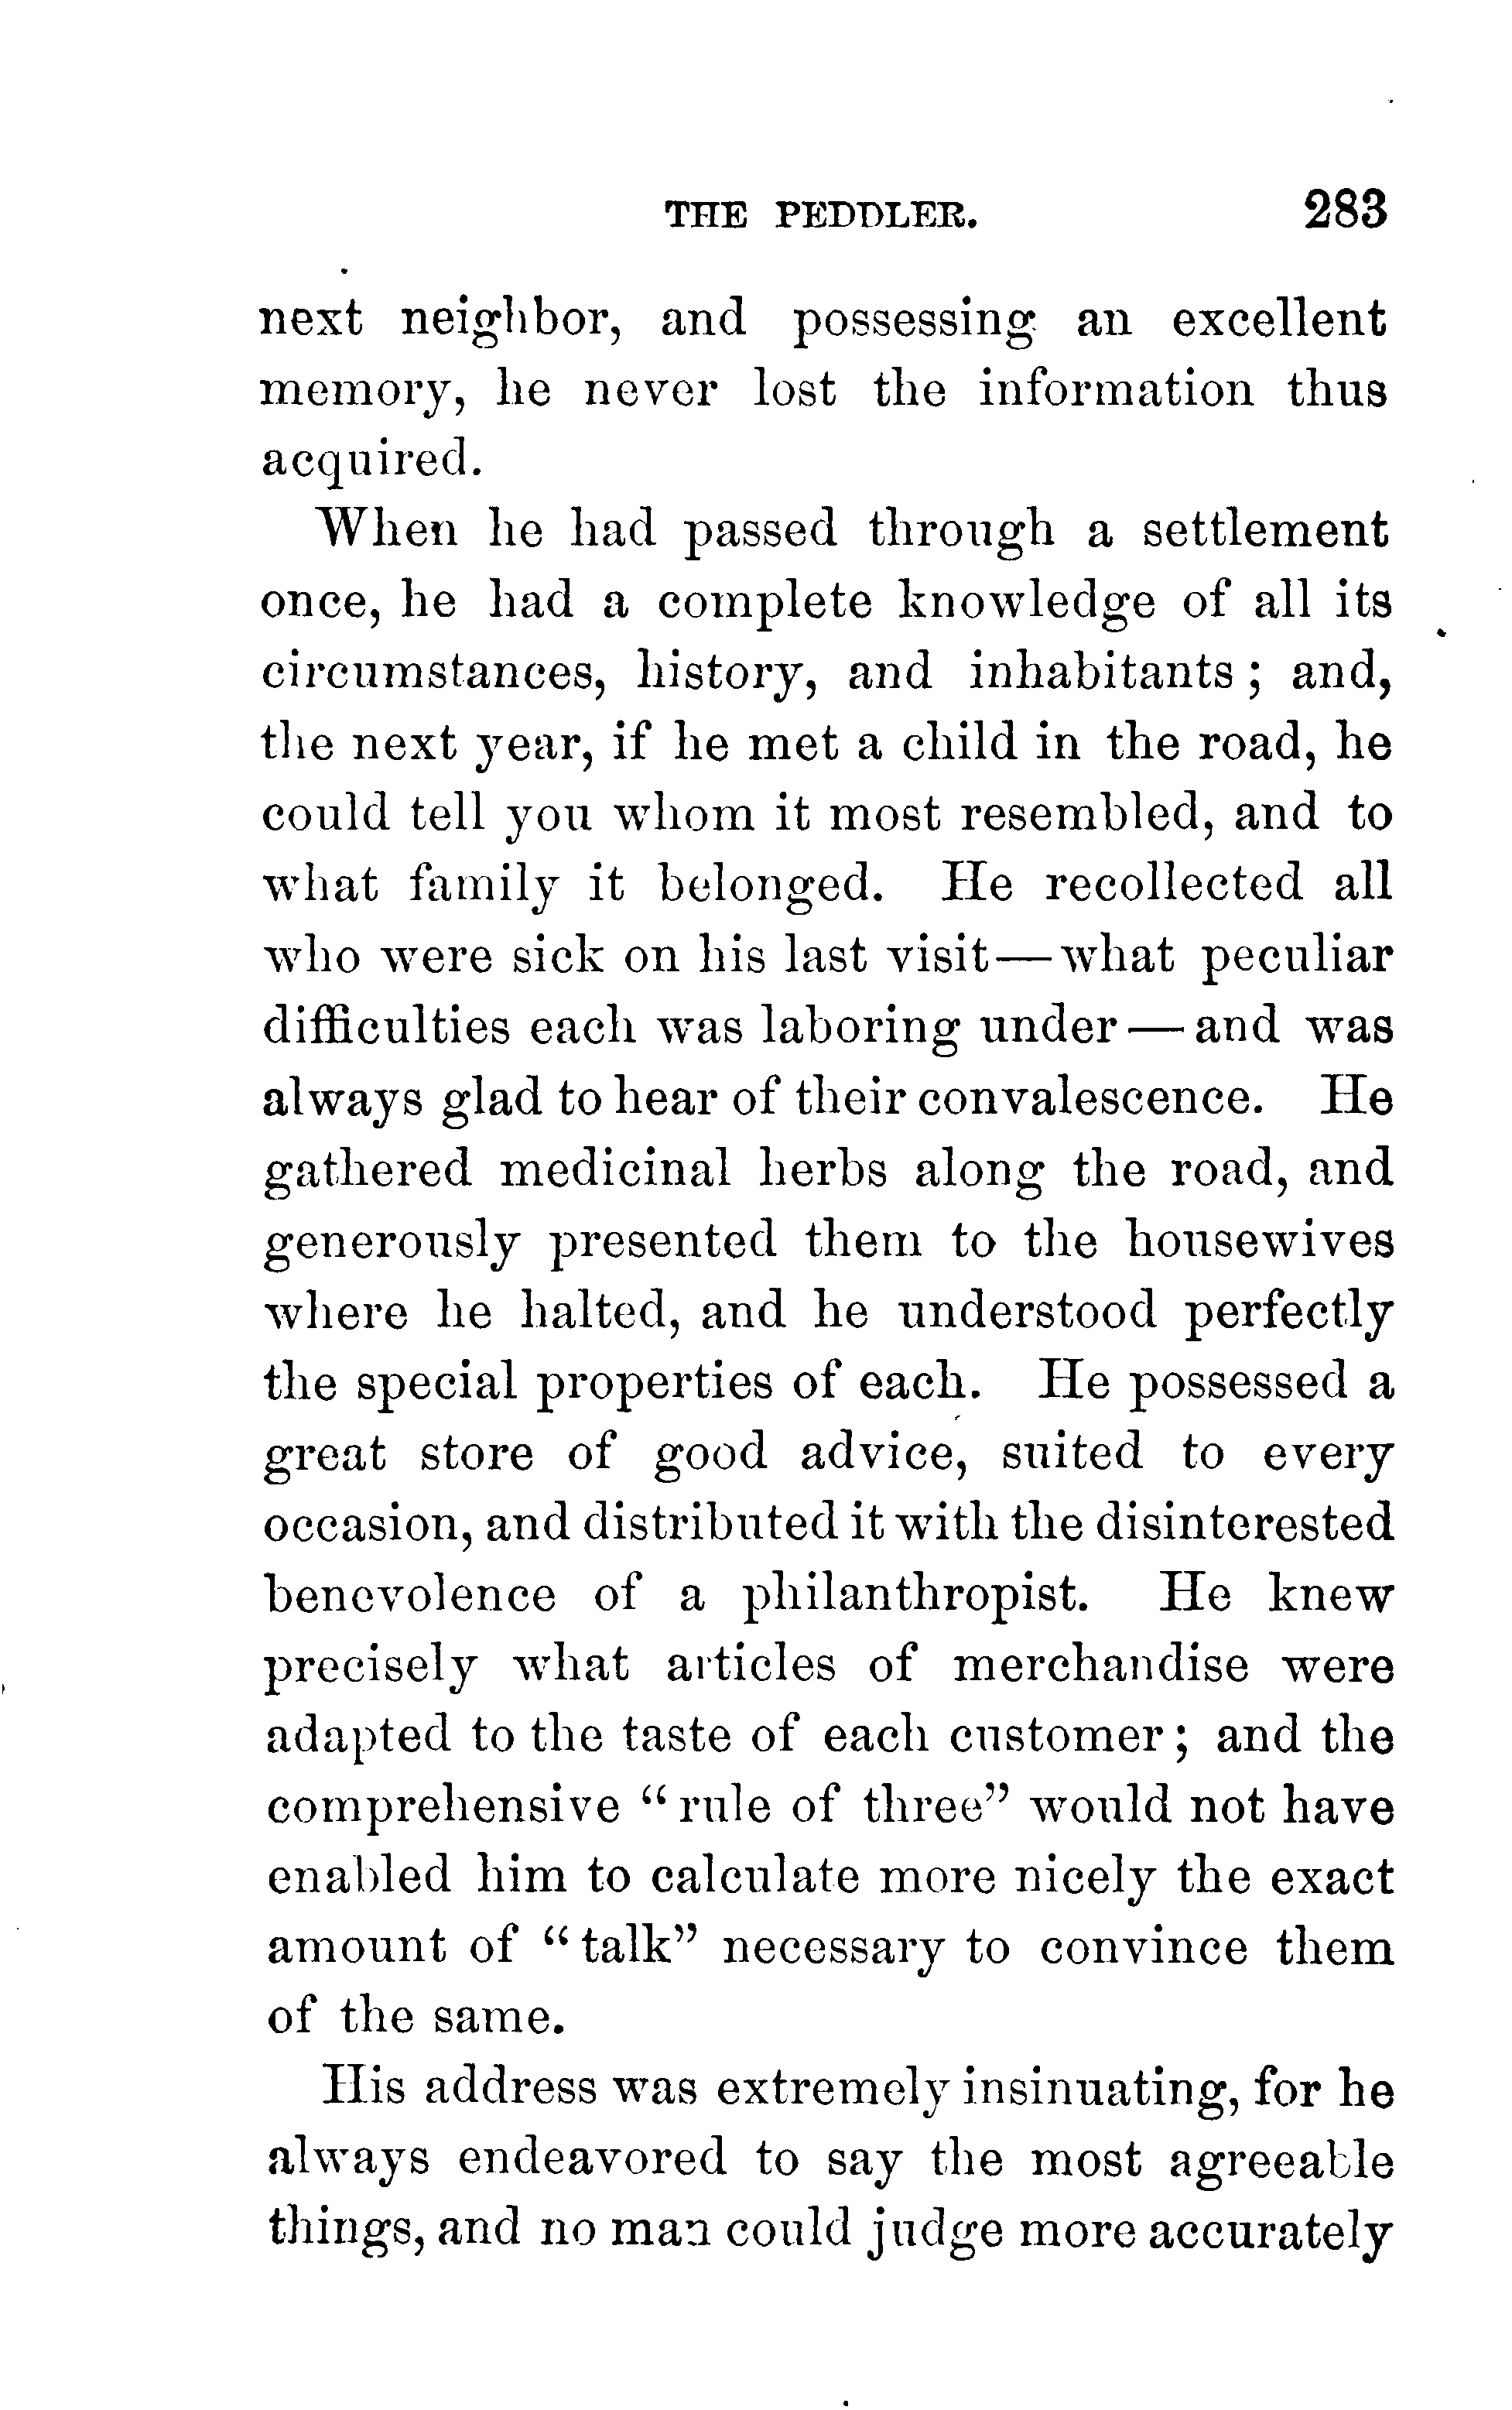 THE PEDDLER. 283
next neighbor, and possessing an excellent
memory, he never lost the information thus
acquired.
When he had passed through a settlement
once, he had a complete knowledge of all its
circumstances, history, and inhabitants; and,
the next year, if he met a child in the road, he
could tell you whom it most resembled, and to
what family it belonged. He recollected all
who were sick on his last visit—what peculiar
difficulties each was laboring under—and was
always glad to hear of their convalescence. He
gathered medicinal herbs along the road, and
generously presented them to the housewives
where he halted, and he understood perfectly
the special properties of each. He possessed a
great store of good advice, suited to every
occasion, and distributed it with the disinterested
benevolence of a philanthropist. He knew
precisely what articles of merchandise were
adapted to the taste of each customer; and the
comprehensive “rule of three” would not have
enabled him to calculate more nicely the exact
amount of “talk” necessary to convince them
of the same.
His address was extremely insinuating, for he
always endeavored to say the most agreeable
things, and no man could judge more accurately